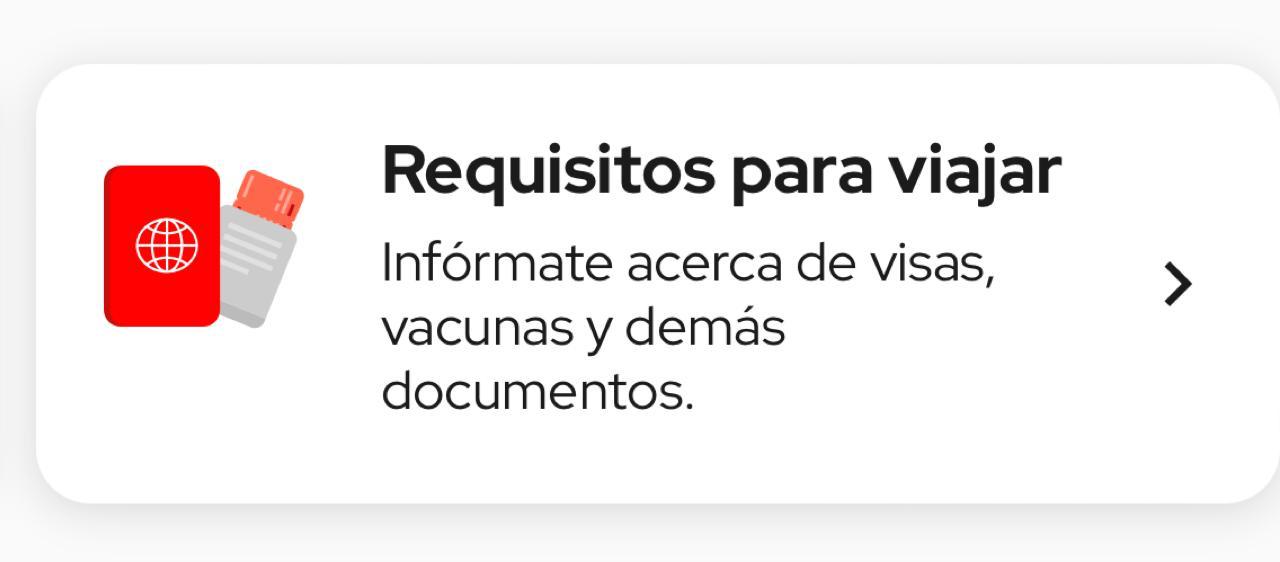 Requisitos para viajar
Infórmate acerca de visas,
vacunas y demás
documentos.